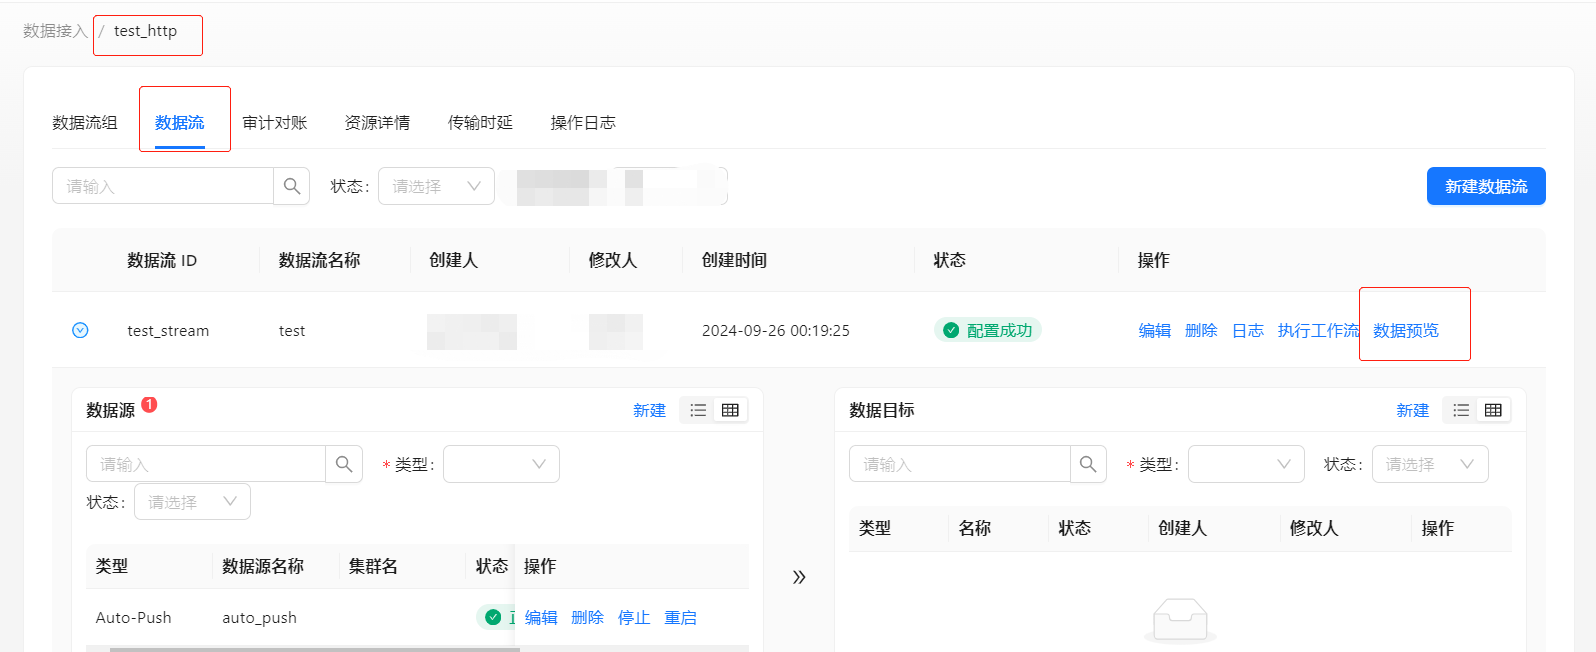 数据接入 / test_http
数据流组 数据流 审计对账 资源详情 传输时延 操作日志
请输入 状态: 请选择 新建数据流
数据流 ID 数据流名称 创建人 修改人 创建时间 状态 操作
test_stream test 2024-09-26 00:19:25 配置成功 编辑 删除 日志 执行工作流 数据预览
数据源 1 新建
请输入 * 类型:
状态: 请选择
类型 数据源名称 集群名 状态 操作
Auto-Push auto_push 编辑 删除 停止 重启
数据目标 新建
请输入 * 类型: 状态: 请选择
类型 名称 状态 创建人 修改人 操作